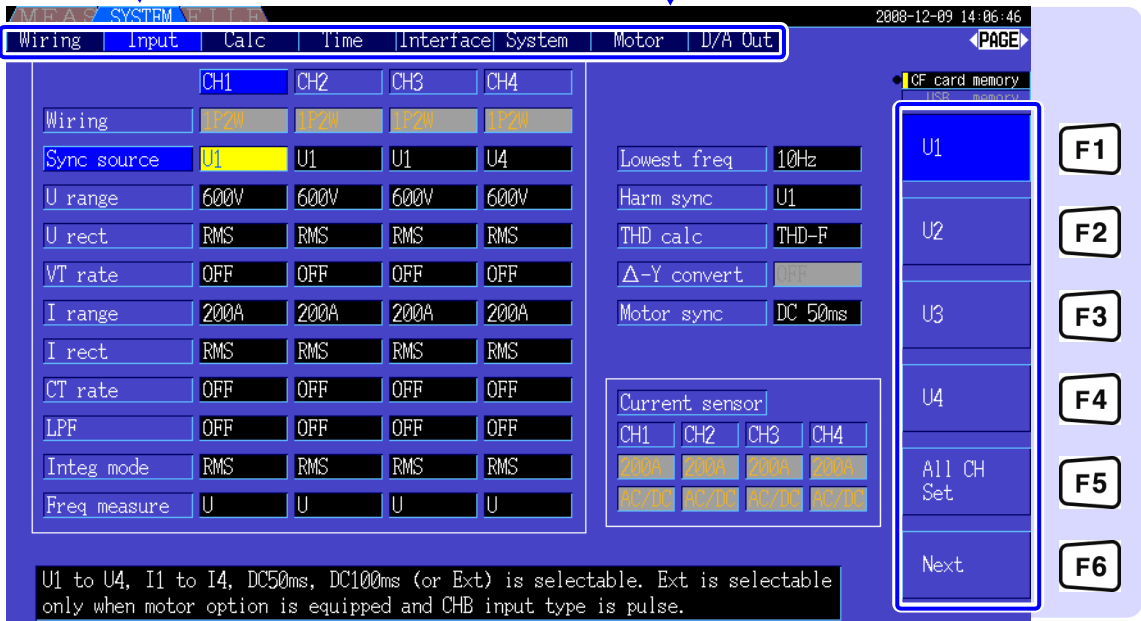 MEAS SYSTEM FILE 2008-12-09 14:06:46
Wiring Input Calc Time Interface System Motor D/A Out PAGE
CF card memory
USB memory
CH1 CH2 CH3 CH4
Wiring 1P2W 1P2W 1P2W 1P2W
Sync source U1 U1 U1 U4
U range 600V 600V 600V 600V
U rect RMS RMS RMS RMS
VT rate OFF OFF OFF OFF
I range 200A 200A 200A 200A
I rect RMS RMS RMS RMS
CT rate OFF OFF OFF OFF
LPF OFF OFF OFF OFF
Integ mode RMS RMS RMS RMS
Freq measure U U U U
Lowest freq 10Hz
Harm sync U1
THD calc THD-F
Δ-Y convert OFF
Motor sync DC 50ms
Current sensor
CH1 CH2 CH3 CH4
200A 200A 200A 200A
AC/DC AC/DC AC/DC AC/DC
U1 F1
U2 F2
U3 F3
U4 F4
All CH
Set F5
Next F6
U1 to U4, I1 to I4, DC50ms, DC100ms (or Ext) is selectable. Ext is selectable
only when motor option is equipped and CHB input type is pulse.